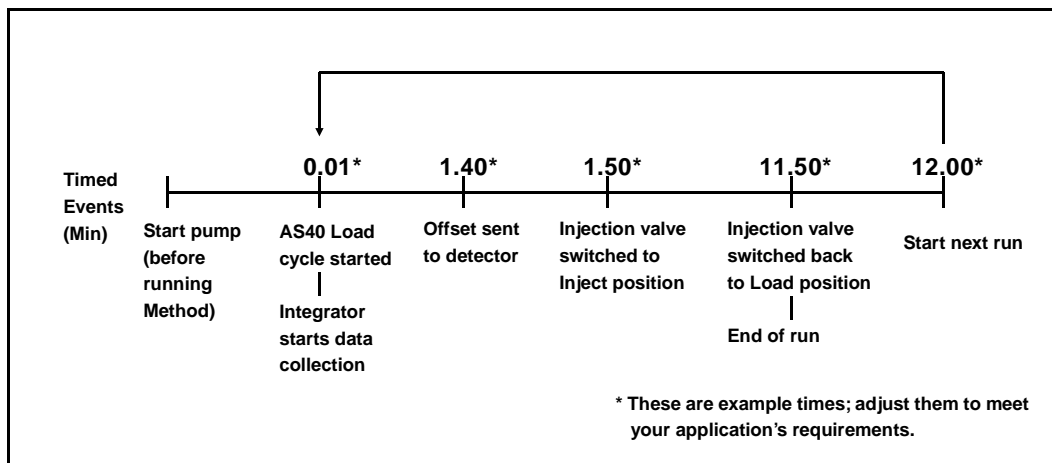 0.01*
1.40*
1.50*
11.50*
12.00*
Timed
Events
(Min)
Start pump
(before
running
Method)
AS40 Load
cycle started
Integrator
starts data
collection
Offset sent
to detector
Injection valve
switched to
Inject position
Injection valve
switched back
to Load position
End of run
Start next run
* These are example times; adjust them to meet
your application's requirements.